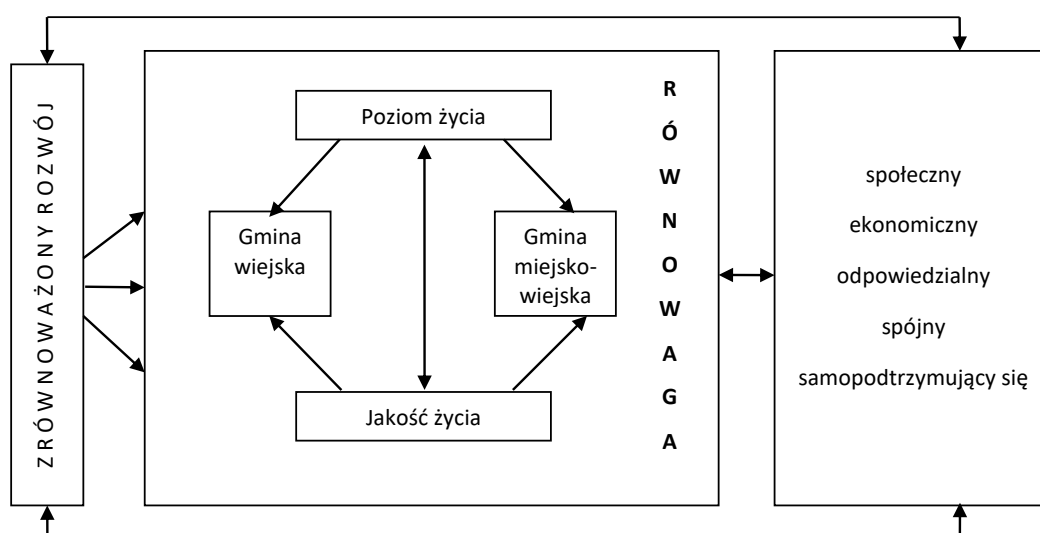 ZRÓWNOWAŻONY ROZWÓJ
Poziom życia
Gmina
wiejska
Gmina
miejsko-
wiejska
Jakość życia
R
Ó
W
N
O
W
A
G
A
społeczny
ekonomiczny
odpowiedzialny
spójny
samopodtrzymujący się